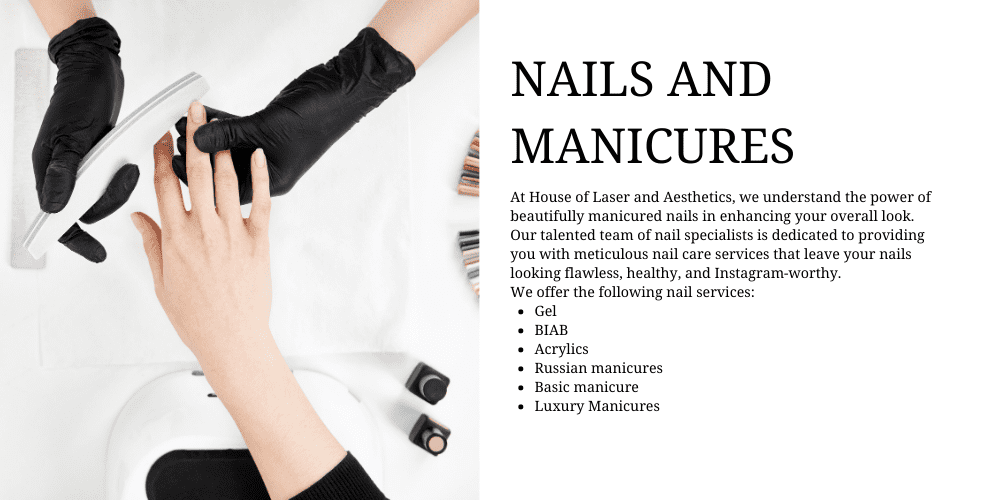 NAILS AND
MANICURES
At House of Laser and Aesthetics, we understand the power of
beautifully manicured nails in enhancing your overall look.
Our talented team of nail specialists is dedicated to providing
you with meticulous nail care services that leave your nails
looking flawless, healthy, and Instagram-worthy.
We offer the following nail services:
• Gel
• BIAB
• Acrylics
• Russian manicures
• Basic manicure
• Luxury Manicures